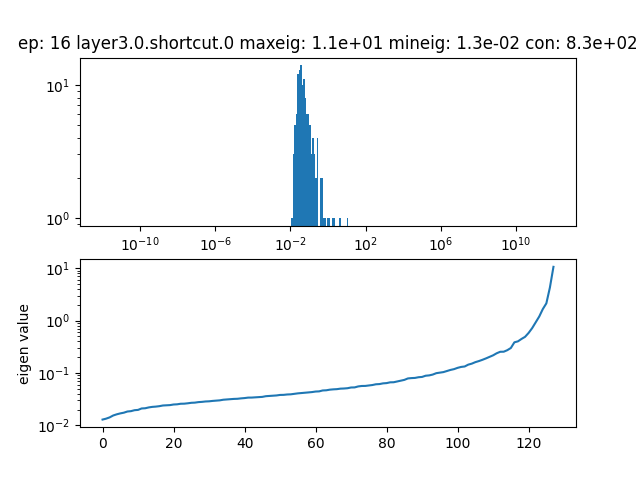 ep: 16 layer3.0.shortcut.0 maxeig: 1.1e+01 mineig: 1.3e-02 con: 8.3e+02
10¹
10⁰
10⁻¹⁰ 10⁻⁶ 10⁻² 10² 10⁶ 10¹⁰
eigen value
10¹
10⁰
10⁻¹
10⁻²
0 20 40 60 80 100 120